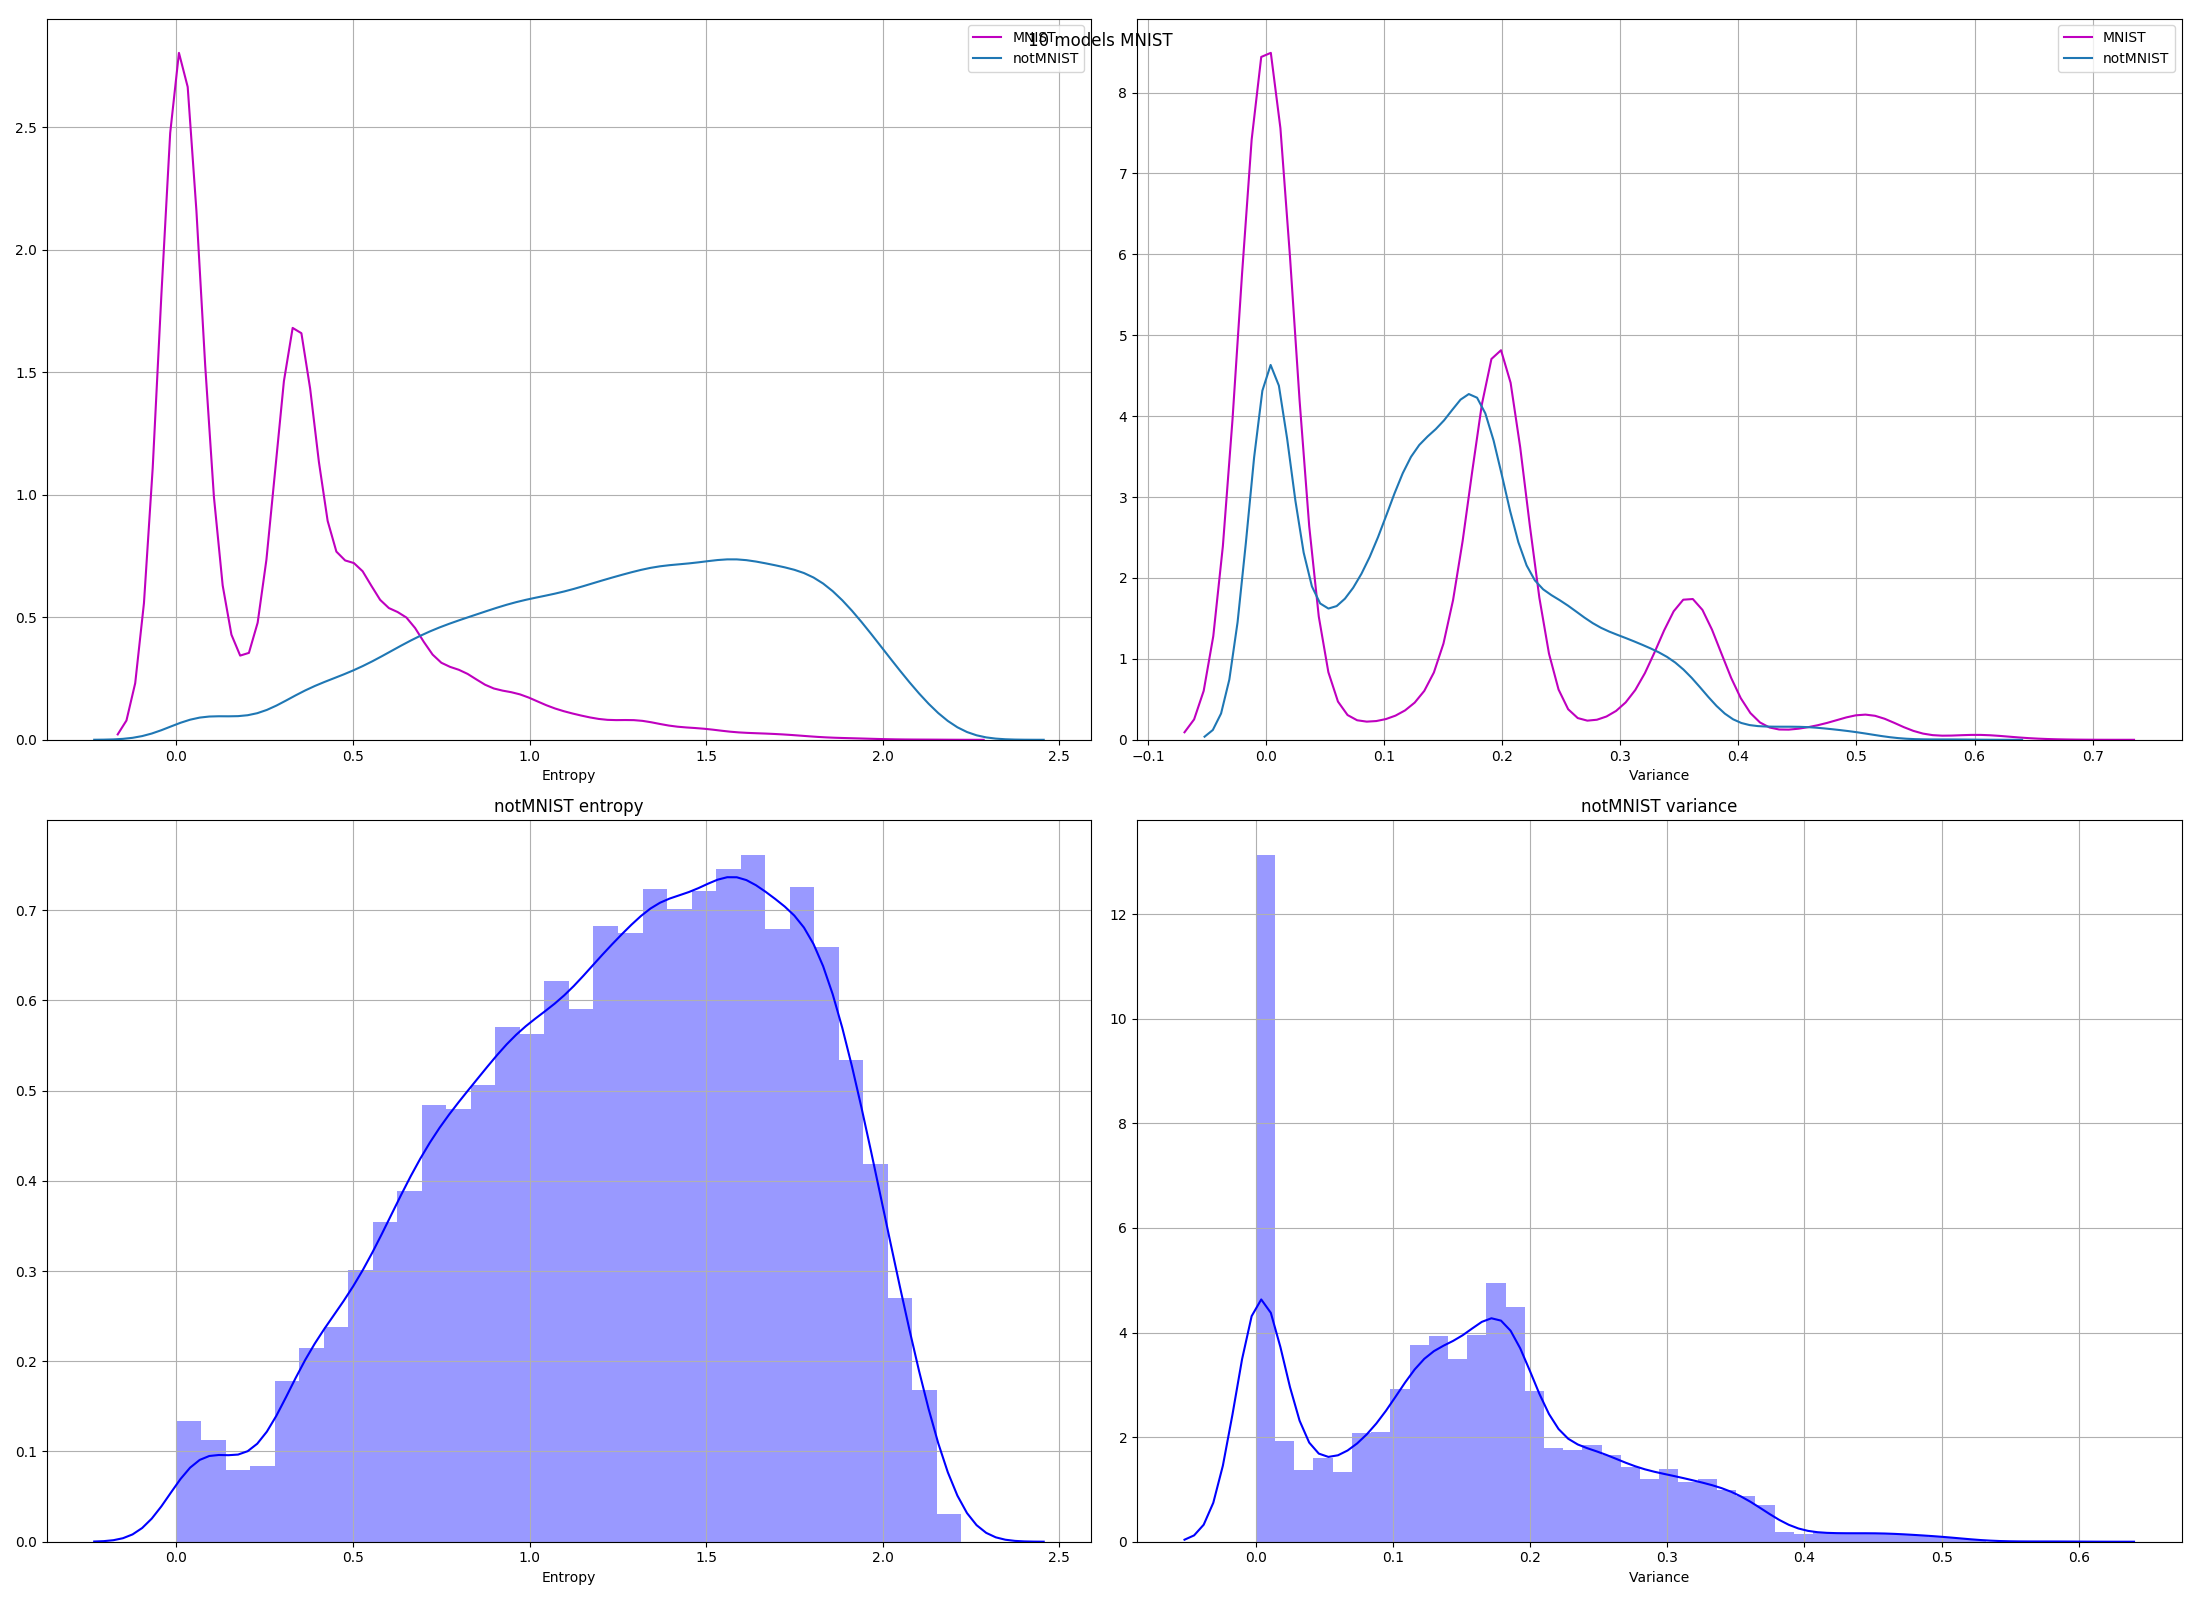 10 models MNIST
MNIST
notMNIST
2.5
2.0
1.5
1.0
0.5
0.0
0.0 0.5 1.0 1.5 2.0 2.5
Entropy
MNIST
notMNIST
8
7
6
5
4
3
2
1
0
−0.1 0.0 0.1 0.2 0.3 0.4 0.5 0.6 0.7
Variance
notMNIST entropy
0.7
0.6
0.5
0.4
0.3
0.2
0.1
0.0
0.0 0.5 1.0 1.5 2.0 2.5
Entropy
notMNIST variance
12
10
8
6
4
2
0
0.0 0.1 0.2 0.3 0.4 0.5 0.6
Variance